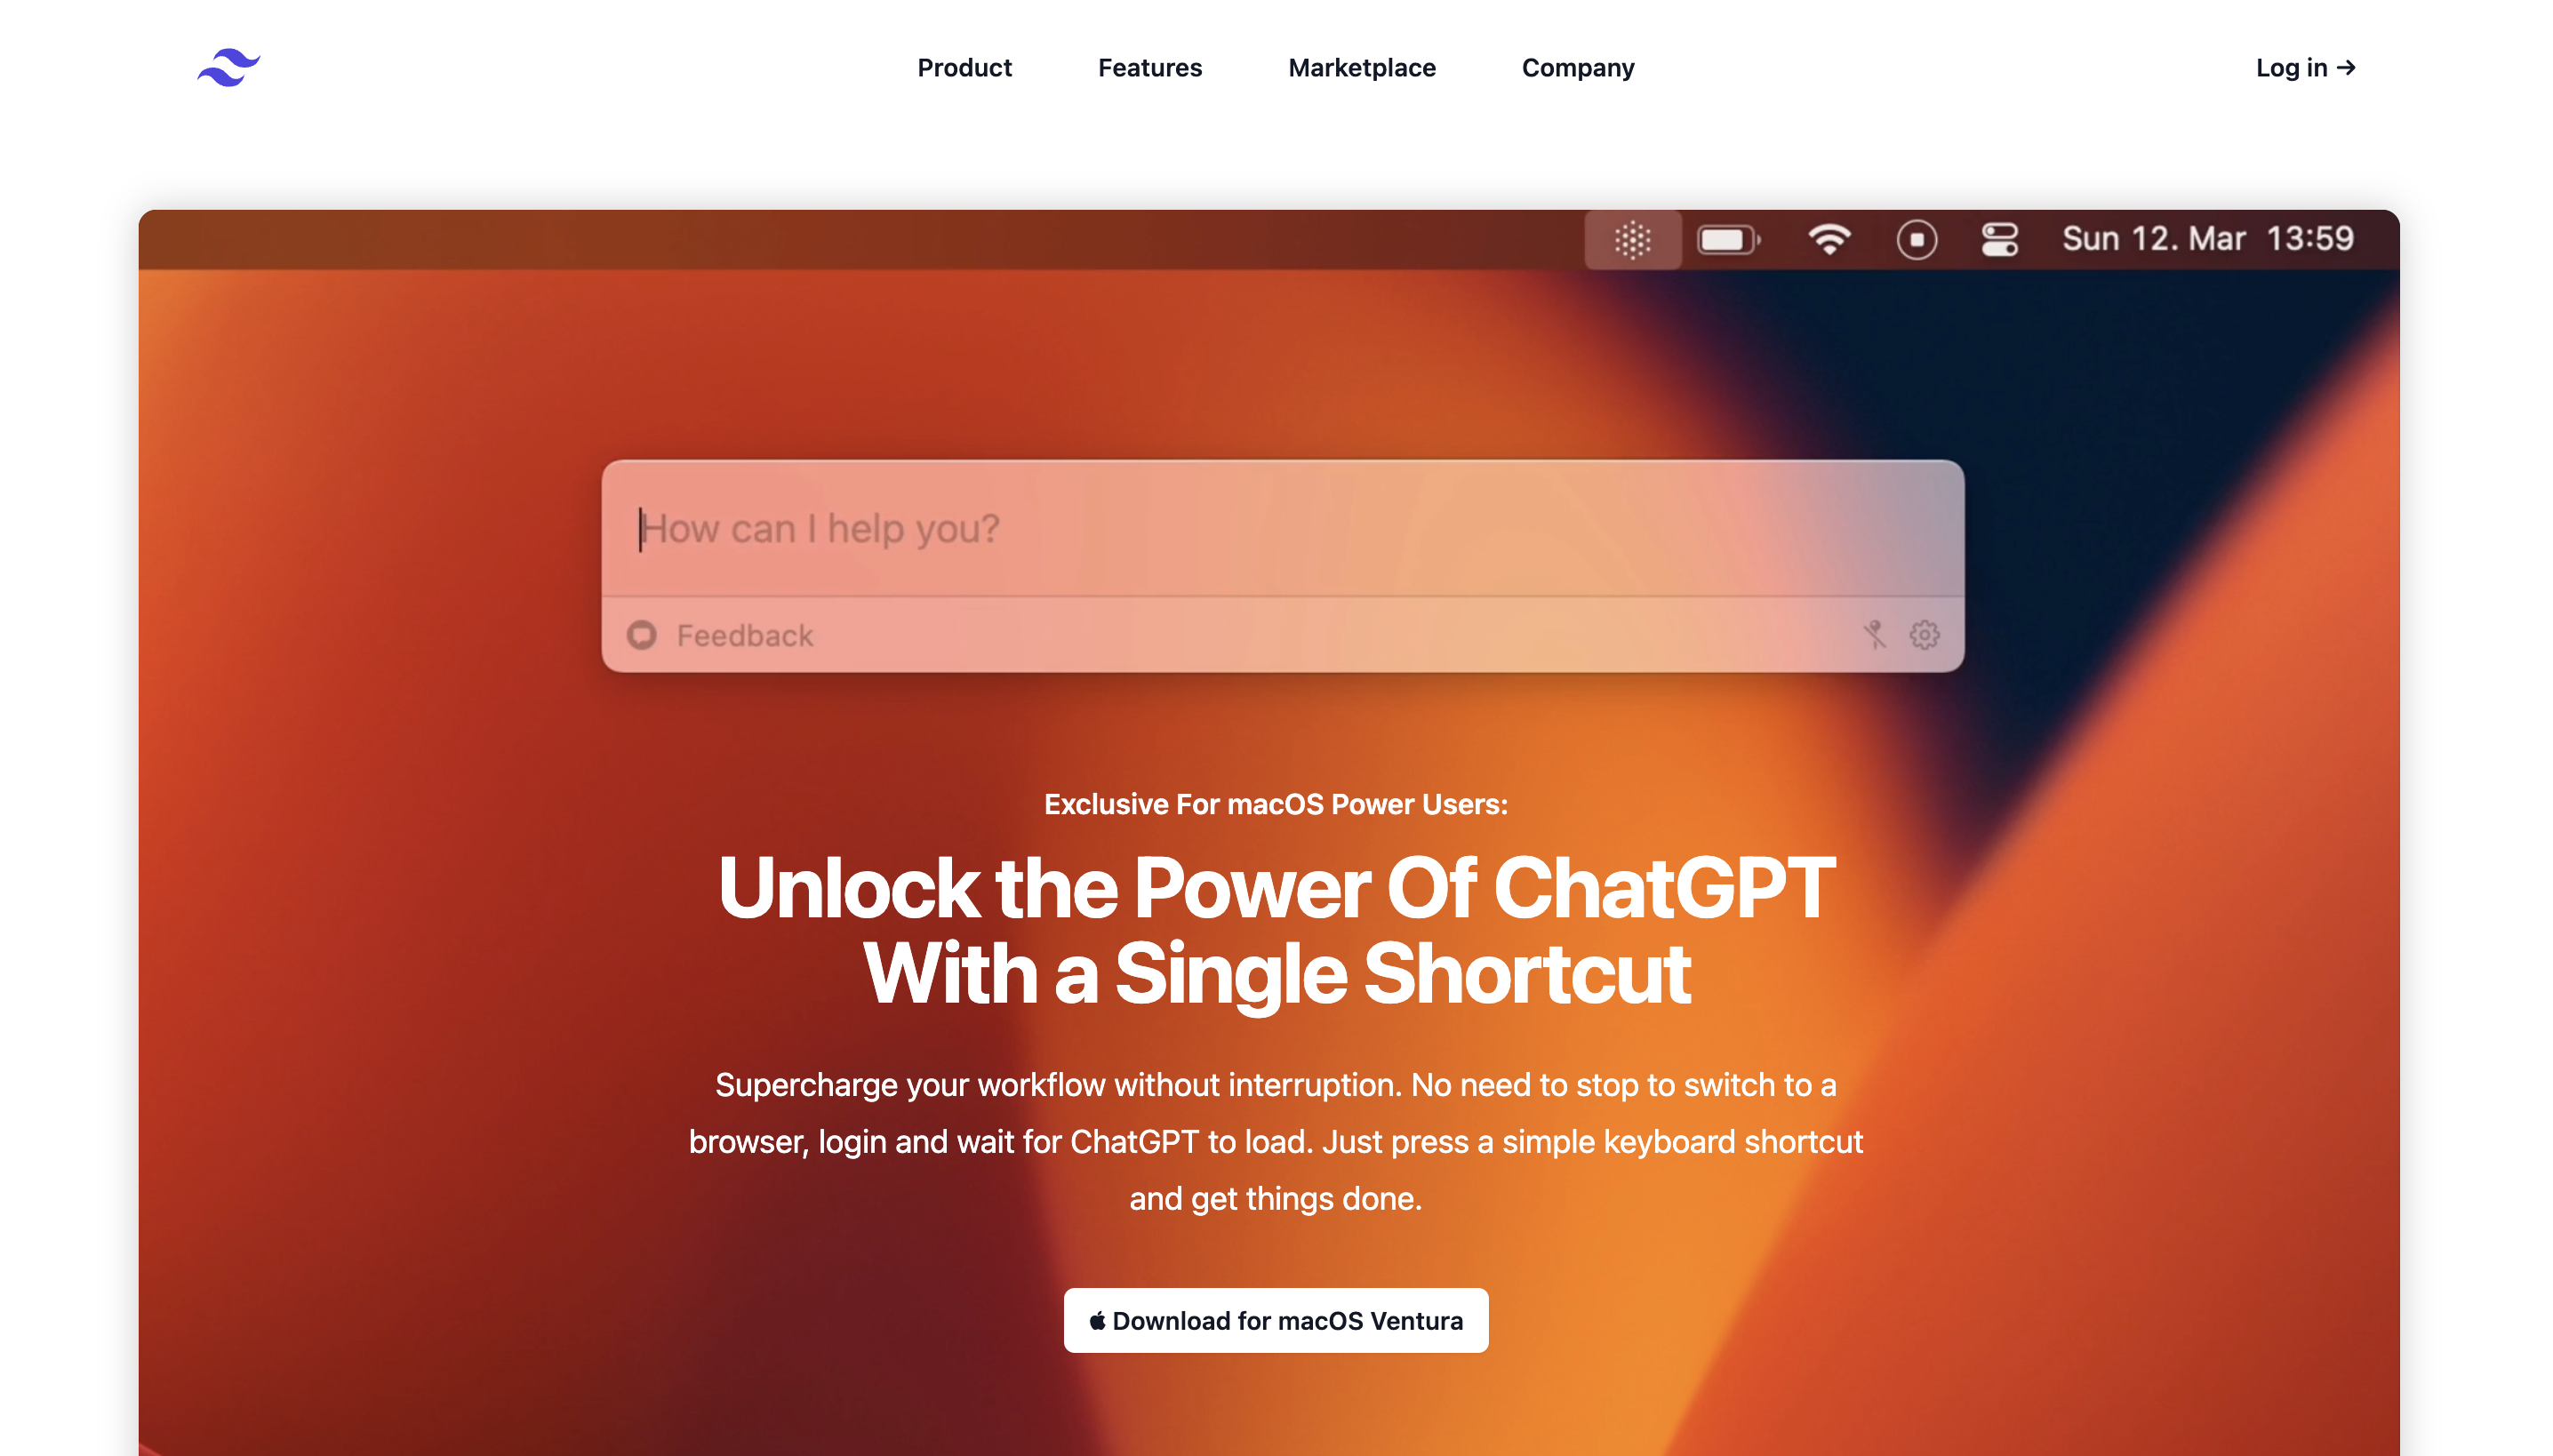 Product
Features
Marketplace
Company
Log in →
Sun 12. Mar 13:59
How can I help you?
Feedback
Exclusive For macOS Power Users:
Unlock the Power Of ChatGPT
With a Single Shortcut
Supercharge your workflow without interruption. No need to stop to switch to a
browser, login and wait for ChatGPT to load. Just press a simple keyboard shortcut
and get things done.
Download for macOS Ventura